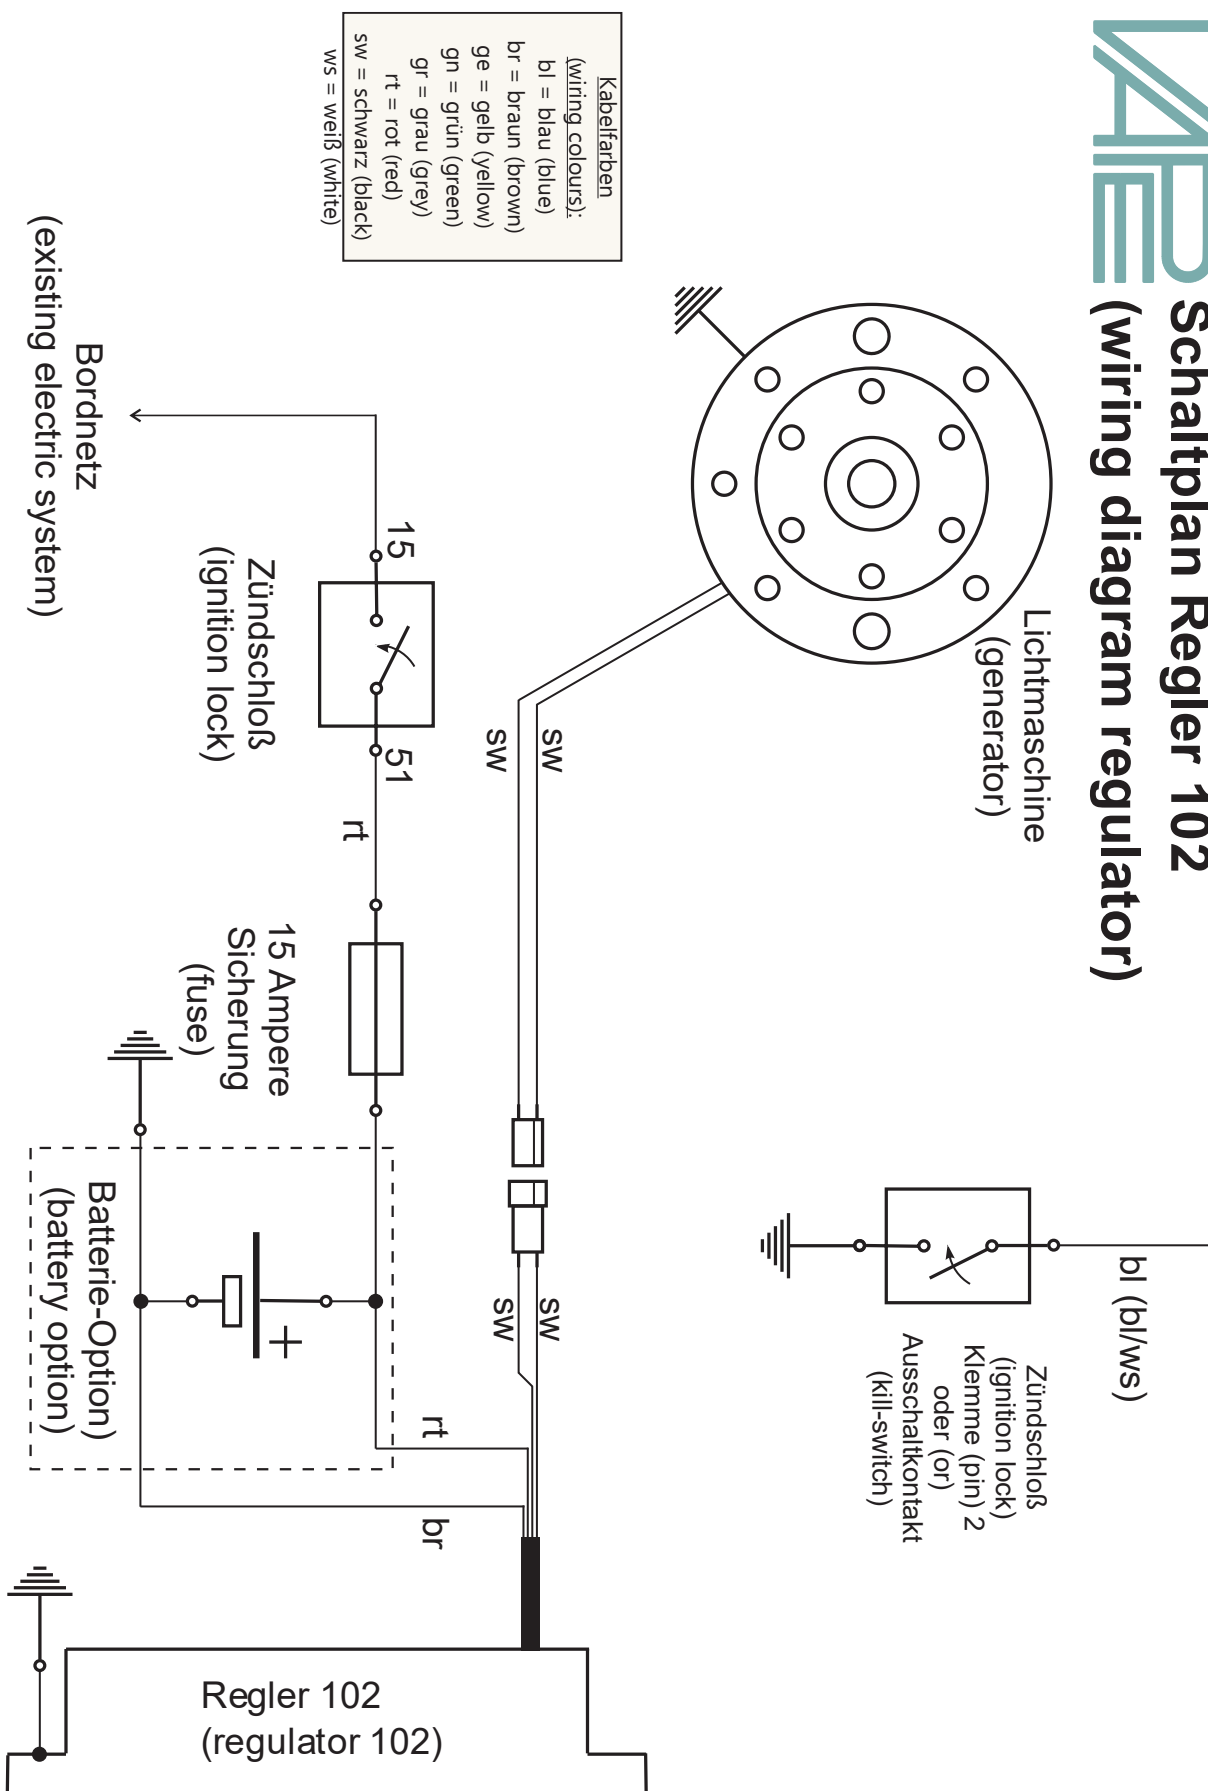 VAPE
Schaltplan Regler 102
(wiring diagram regulator)
Kabelfarben
(wiring colours):
bl = blau (blue)
br = braun (brown)
ge = gelb (yellow)
gn = grün (green)
gr = grau (grey)
rt = rot (red)
sw = schwarz (black)
ws = weiß (white)
Lichtmaschine
(generator)
sw
sw
bl (bl/ws)
Zündschloß
(ignition lock)
Klemme (pin) 2
oder (or)
Ausschaltkontakt
(kill-switch)
sw
sw
Bordnetz
(existing electric system)
15
51
Zündschloß
(ignition lock)
rt
15 Ampere
Sicherung
(fuse)
+
Batterie-Option)
(battery option)
rt
br
Regler 102
(regulator 102)